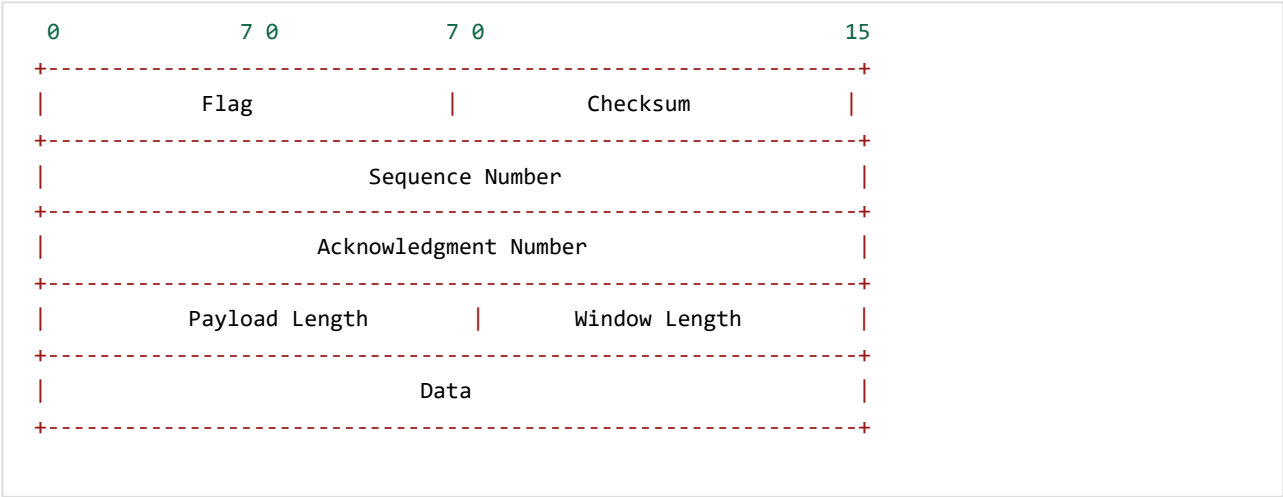 0 7 0 7 0 15
+---------------------------------------------------------------+
| Flag | Checksum |
+---------------------------------------------------------------+
| Sequence Number |
+---------------------------------------------------------------+
| Acknowledgment Number |
+---------------------------------------------------------------+
| Payload Length | Window Length |
+---------------------------------------------------------------+
| Data |
+---------------------------------------------------------------+